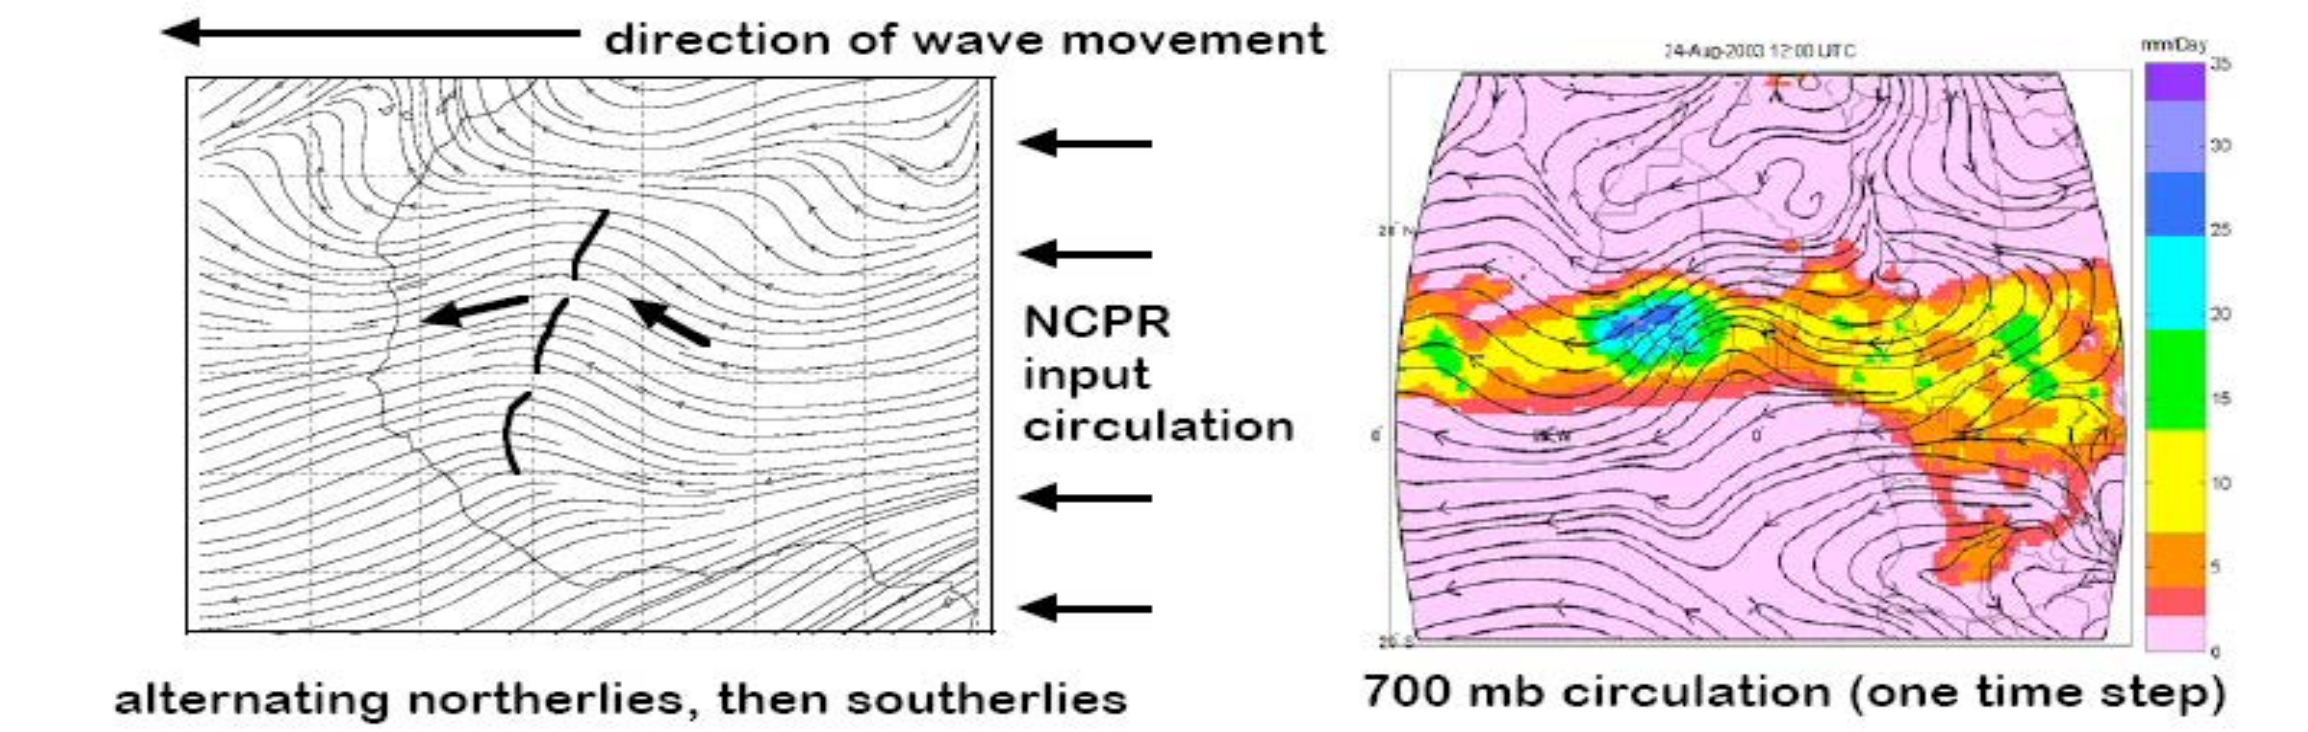 direction of wave movement
NCPR
input
circulation
alternating northerlies, then southerlies
24-Aug-2003 12:00 UTC
mm/Day
35
30
25
20
15
10
5
0
0
700 mb circulation (one time step)